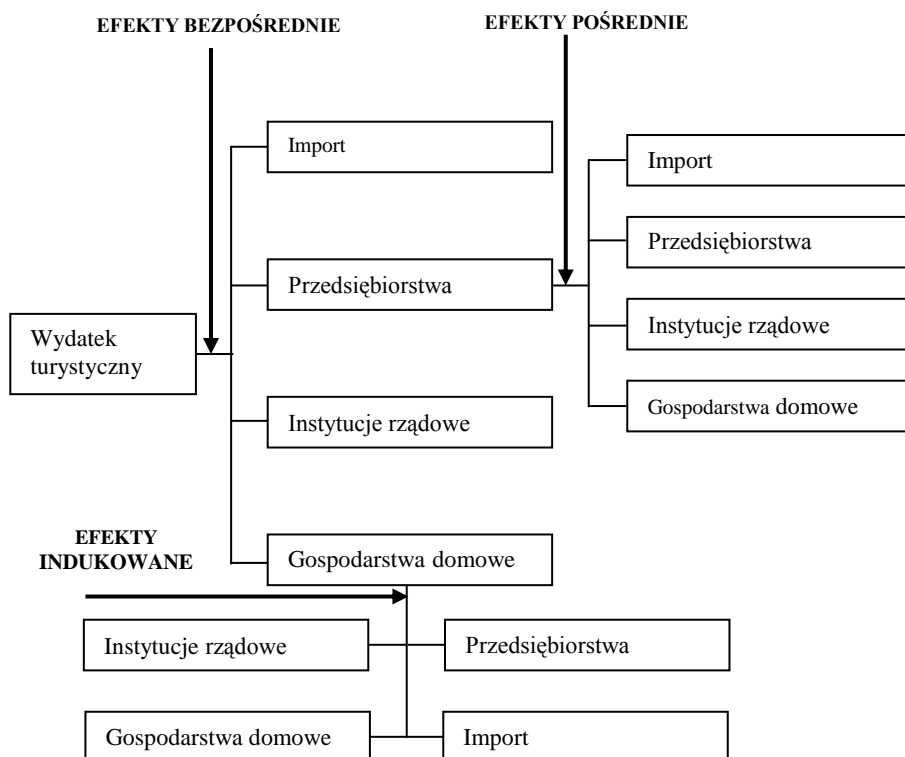 EFEKTY BEZPOŚREDNIE
EFEKTY POŚREDNIE
Import
Import
Przedsiębiorstwa
Przedsiębiorstwa
Instytucje rządowe
Wydatek
turystyczny
Gospodarstwa domowe
Instytucje rządowe
EFEKTY
INDUKOWANE
Gospodarstwa domowe
Instytucje rządowe
Przedsiębiorstwa
Gospodarstwa domowe
Import